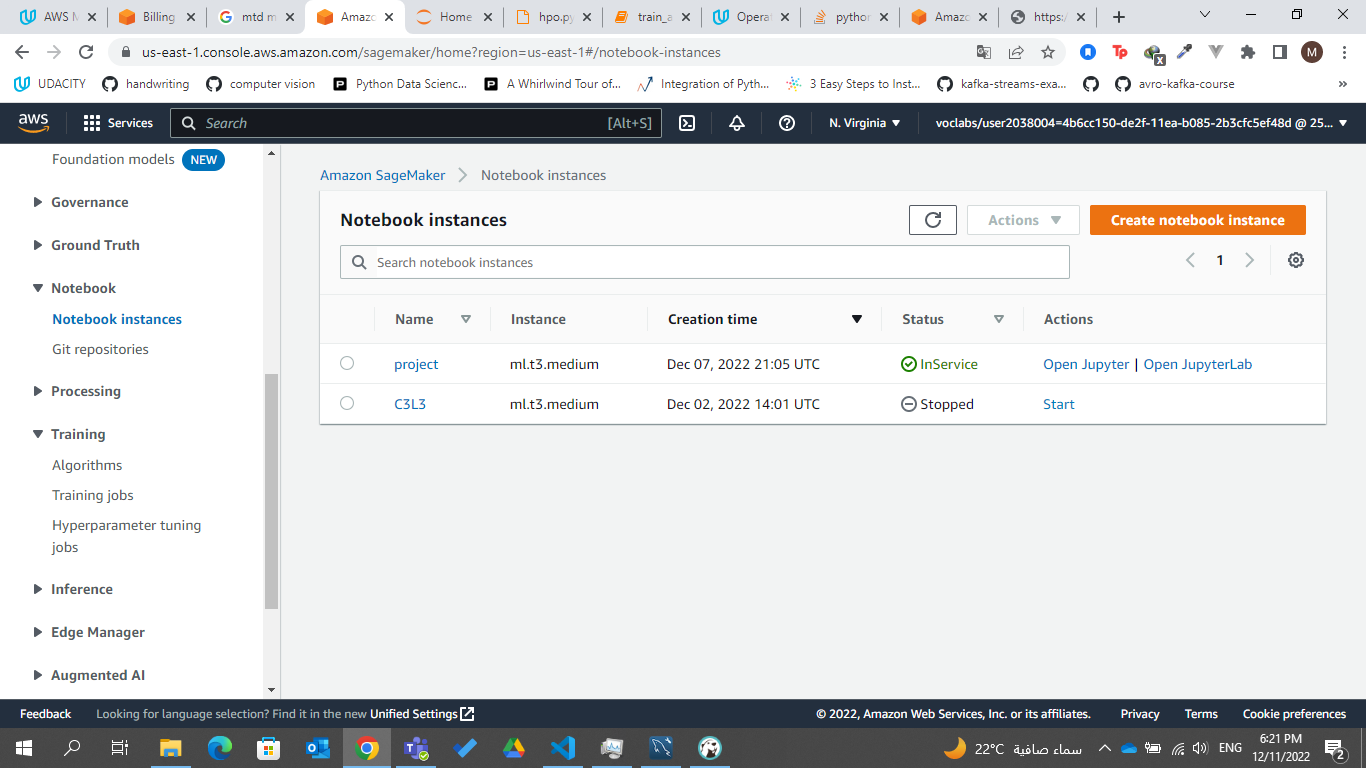 AWS M
Billing
mtd m
Amazo
Home
hpo.py
train_a
Operat
python
Amazo
https:/
us-east-1.console.aws.amazon.com/sagemaker/home?region=us-east-1#/notebook-instances
M
UDACITY
handwriting
computer vision
Python Data Scienc...
A Whirlwind Tour of...
Integration of Pyth...
3 Easy Steps to Inst...
kafka-streams-exa...
avro-kafka-course
»
aws
Services
Search
[Alt+S]
N. Virginia
voclabs/user2038004=4b6cc150-de2f-11ea-b085-2b3cfc5ef48d @ 25...
Foundation models NEW
Governance
Ground Truth
Notebook
Notebook instances
Git repositories
Processing
Training
Algorithms
Training jobs
Hyperparameter tuning
jobs
Inference
Edge Manager
Augmented AI
Amazon SageMaker
Notebook instances
Notebook instances
Actions
Create notebook instance
Search notebook instances
1
Name Instance Creation time Status Actions
project ml.t3.medium Dec 07, 2022 21:05 UTC InService Open Jupyter | Open JupyterLab
C3L3 ml.t3.medium Dec 02, 2022 14:01 UTC Stopped Start
Feedback
Looking for language selection? Find it in the new Unified Settings
© 2022, Amazon Web Services, Inc. or its affiliates.
Privacy
Terms
Cookie preferences
22°C سماء صافية
ENG
6:21 PM
12/11/2022
2